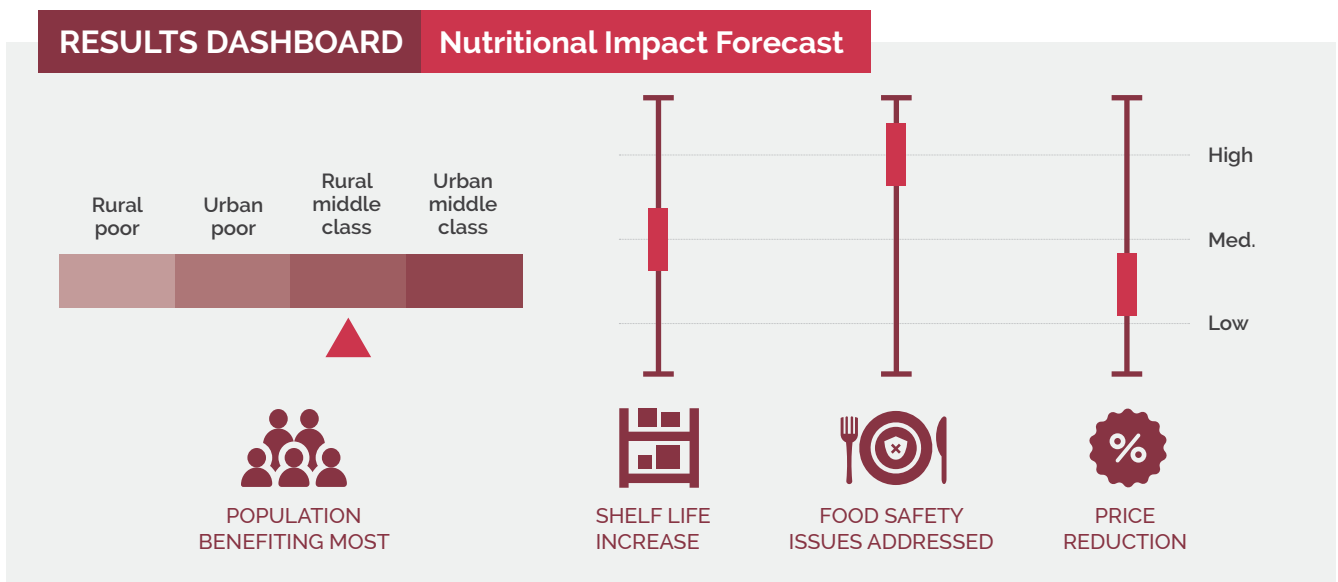 RESULTS DASHBOARD Nutritional Impact Forecast
Rural
poor
Urban
poor
Rural
middle
class
Urban
middle
class
High
Med.
Low
POPULATION
BENEFITING MOST
SHELF LIFE
INCREASE
FOOD SAFETY
ISSUES ADDRESSED
%
PRICE
REDUCTION